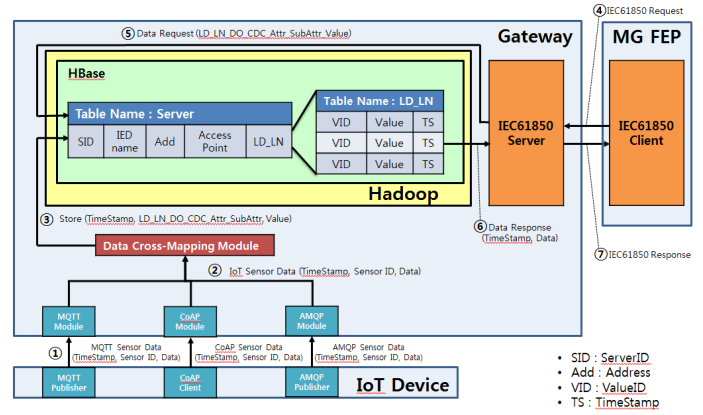 ④ IEC61850 Request
⑤ Data Request (LD_LN_DO_CDC_Attr_SubAttr_Value)
Gateway
MG FEP
HBase
Table Name : Server
SID
IED
name
Add
Access
Point
LD_LN
Table Name : LD_LN
VID
Value
TS
VID
Value
TS
VID
Value
TS
IEC61850
Server
IEC61850
Client
Hadoop
③ Store (TimeStamp, LD_LN_DO_CDC_Attr_SubAttr, Value)
⑥ Data Response
(TimeStamp, Data)
⑦ IEC61850 Response
Data Cross-Mapping Module
② IoT Sensor Data (TimeStamp, Sensor ID, Data)
MQTT
Module
CoAP
Module
AMQP
Module
①
MQTT Sensor Data
(TimeStamp, Sensor ID, Data)
CoAP Sensor Data
(TimeStamp, Sensor ID, Data)
AMQP Sensor Data
(TimeStamp, Sensor ID, Data)
MQTT
Publisher
CoAP
Client
AMQP
Publisher
IoT Device
• SID : ServerID
• Add : Address
• VID : ValueID
• TS : TimeStamp